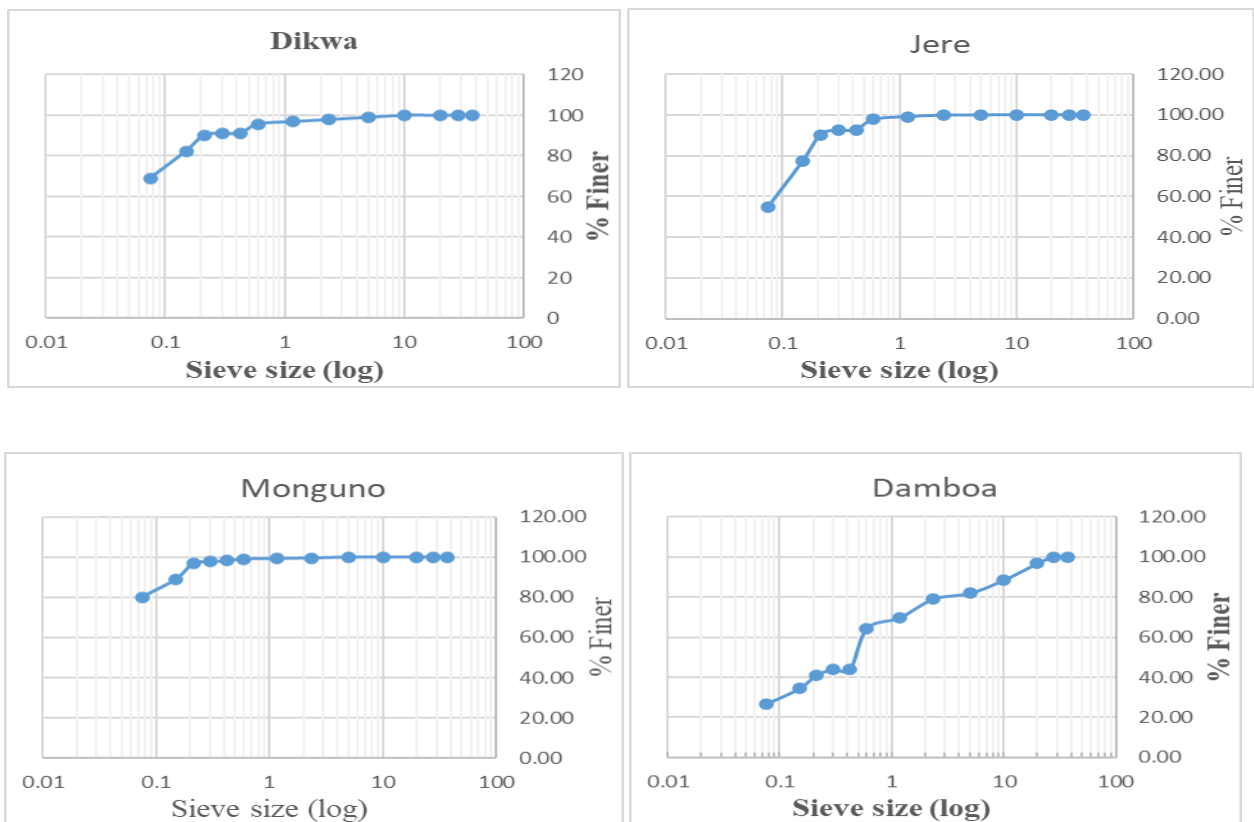 Dikwa
120
100
80
60
40
20
0
% Finer
0.01 0.1 1 10 100
Sieve size (log)
Jere
120.00
100.00
80.00
60.00
40.00
20.00
0.00
% Finer
0.01 0.1 1 10 100
Sieve size (log)
Monguno
120.00
100.00
80.00
60.00
40.00
20.00
0.00
% Finer
0.01 0.1 1 10 100
Sieve size (log)
Damboa
120.00
100.00
80.00
60.00
40.00
20.00
0.00
% Finer
0.01 0.1 1 10 100
Sieve size (log)